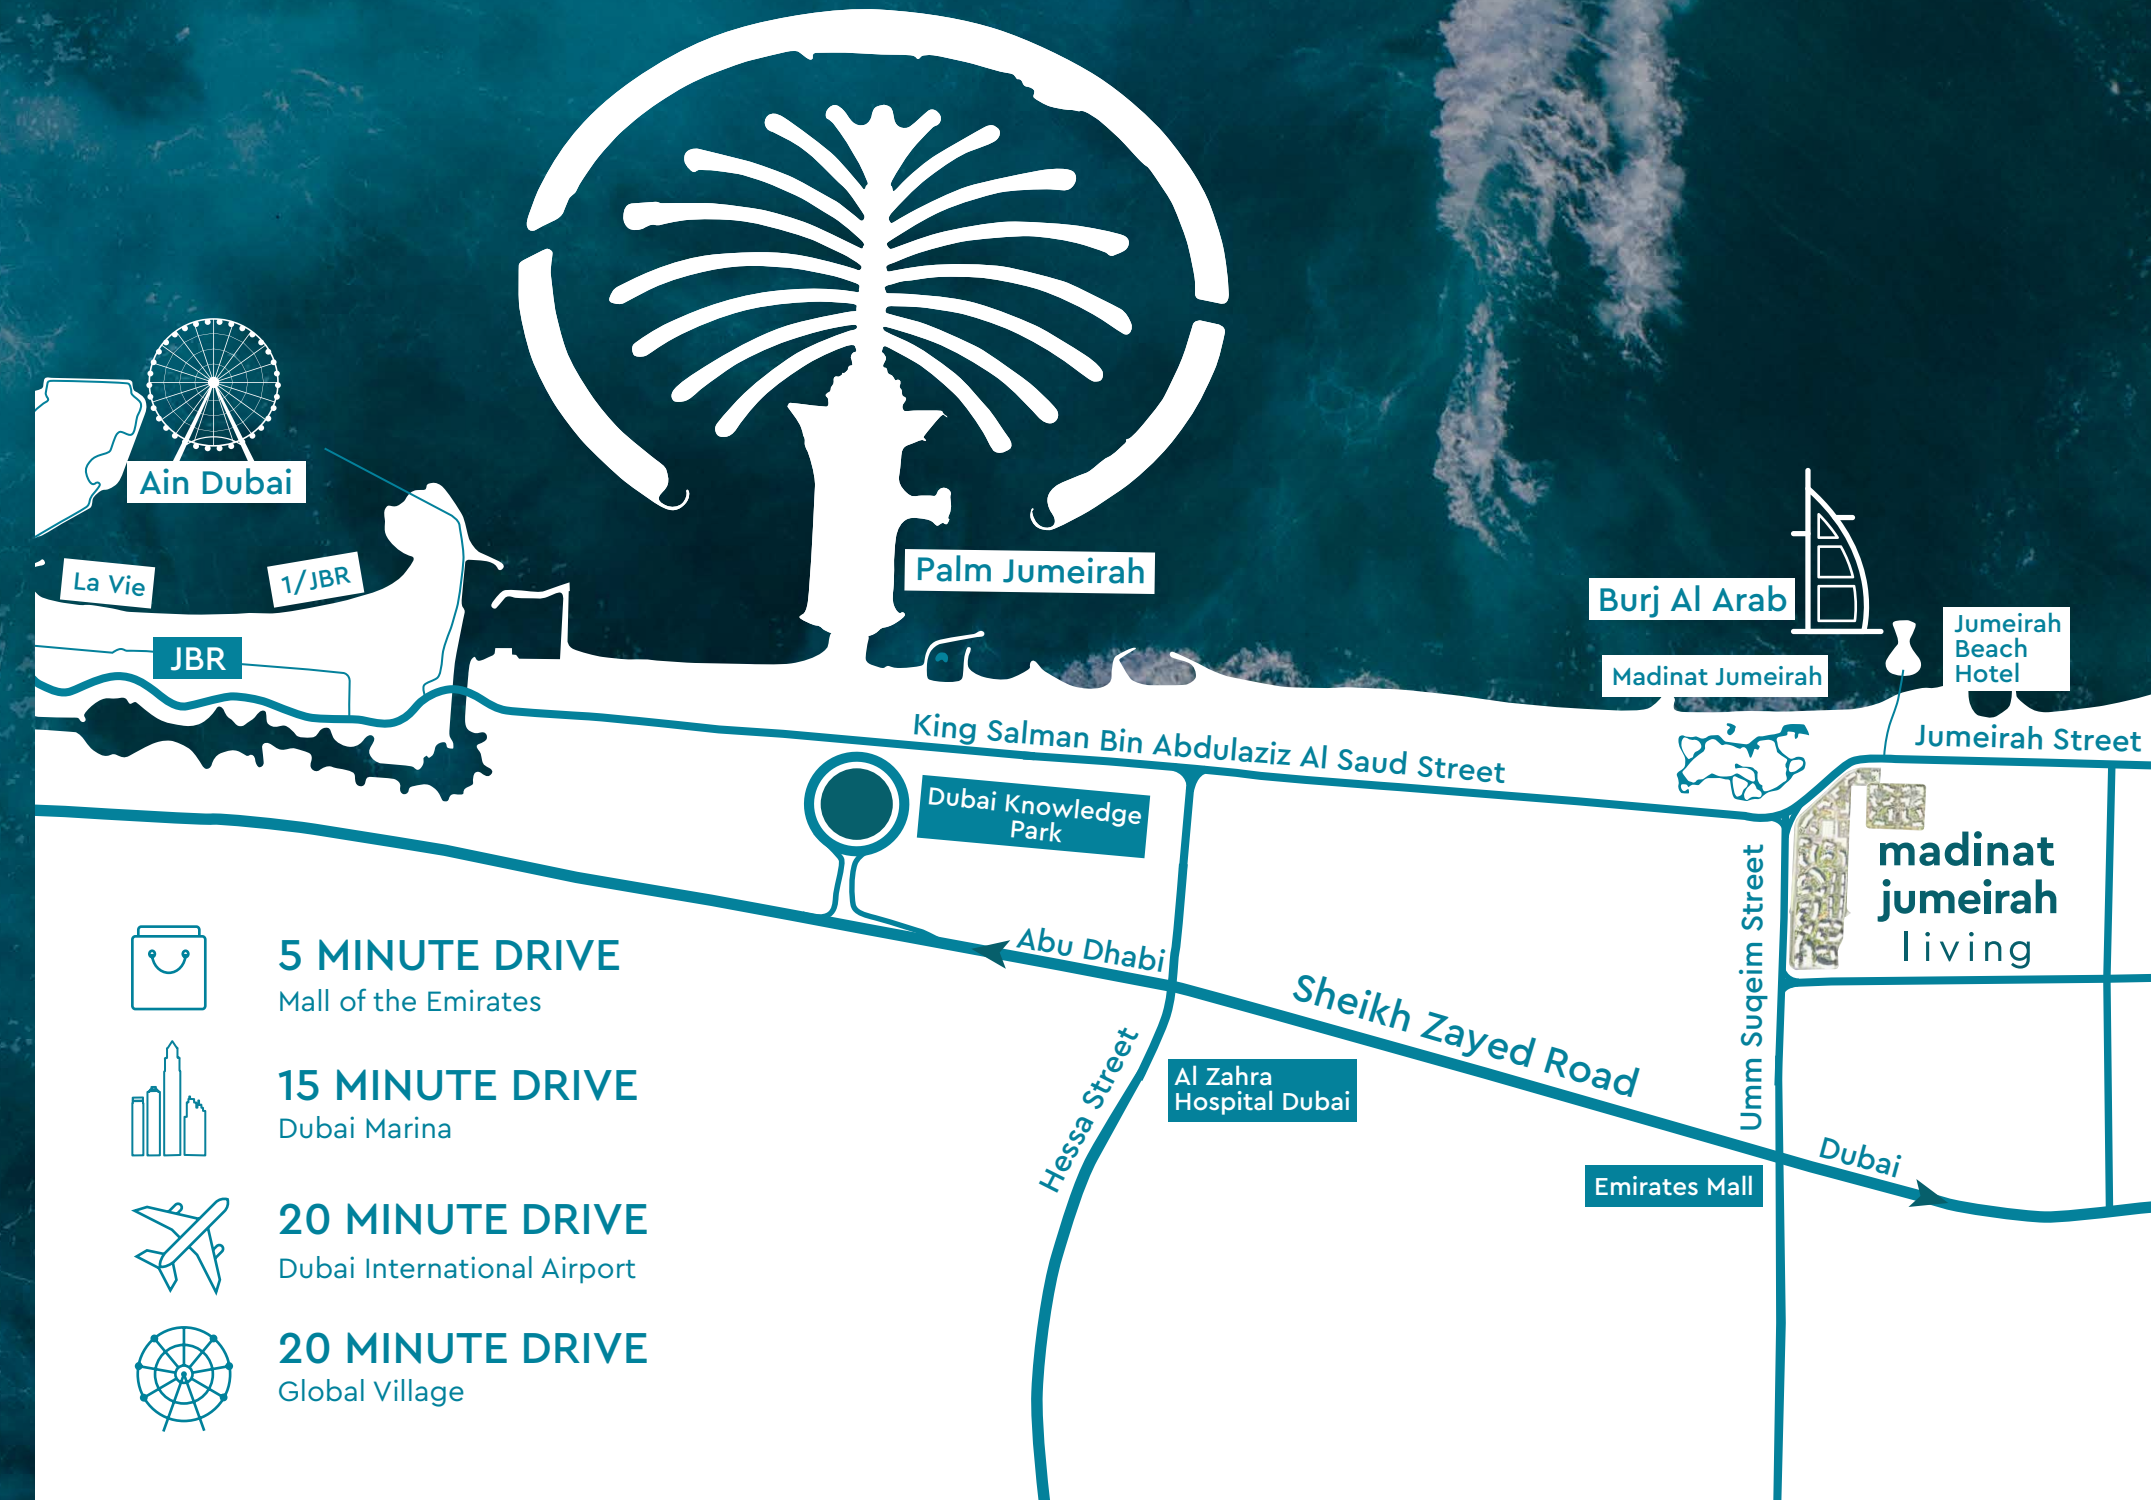 Ain Dubai
La Vie
1/JBR
JBR
Palm Jumeirah
Burj Al Arab
Madinat Jumeirah
Jumeirah
Beach
Hotel
King Salman Bin Abdulaziz Al Saud Street
Jumeirah Street
Dubai Knowledge
Park
madinat
jumeirah
living
Umm Suqeim Street
Abu Dhabi
Sheikh Zayed Road
Hessa Street
Al Zahra
Hospital Dubai
Dubai
Emirates Mall
5 MINUTE DRIVE
Mall of the Emirates
15 MINUTE DRIVE
Dubai Marina
20 MINUTE DRIVE
Dubai International Airport
20 MINUTE DRIVE
Global Village